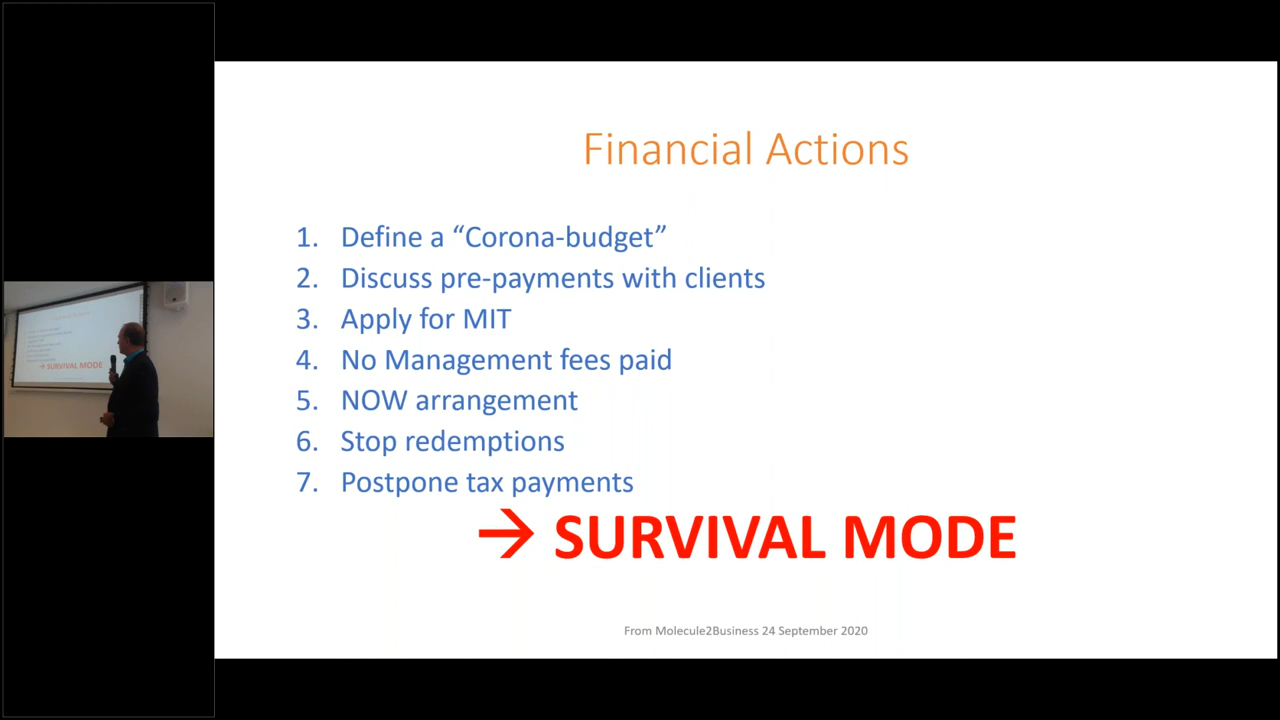 Financial Actions
1. Define a “Corona-budget”
2. Discuss pre-payments with clients
3. Apply for MIT
4. No Management fees paid
5. NOW arrangement
6. Stop redemptions
7. Postpone tax payments
→ SURVIVAL MODE
From Molecule2Business 24 September 2020
→ SURVIVAL MODE